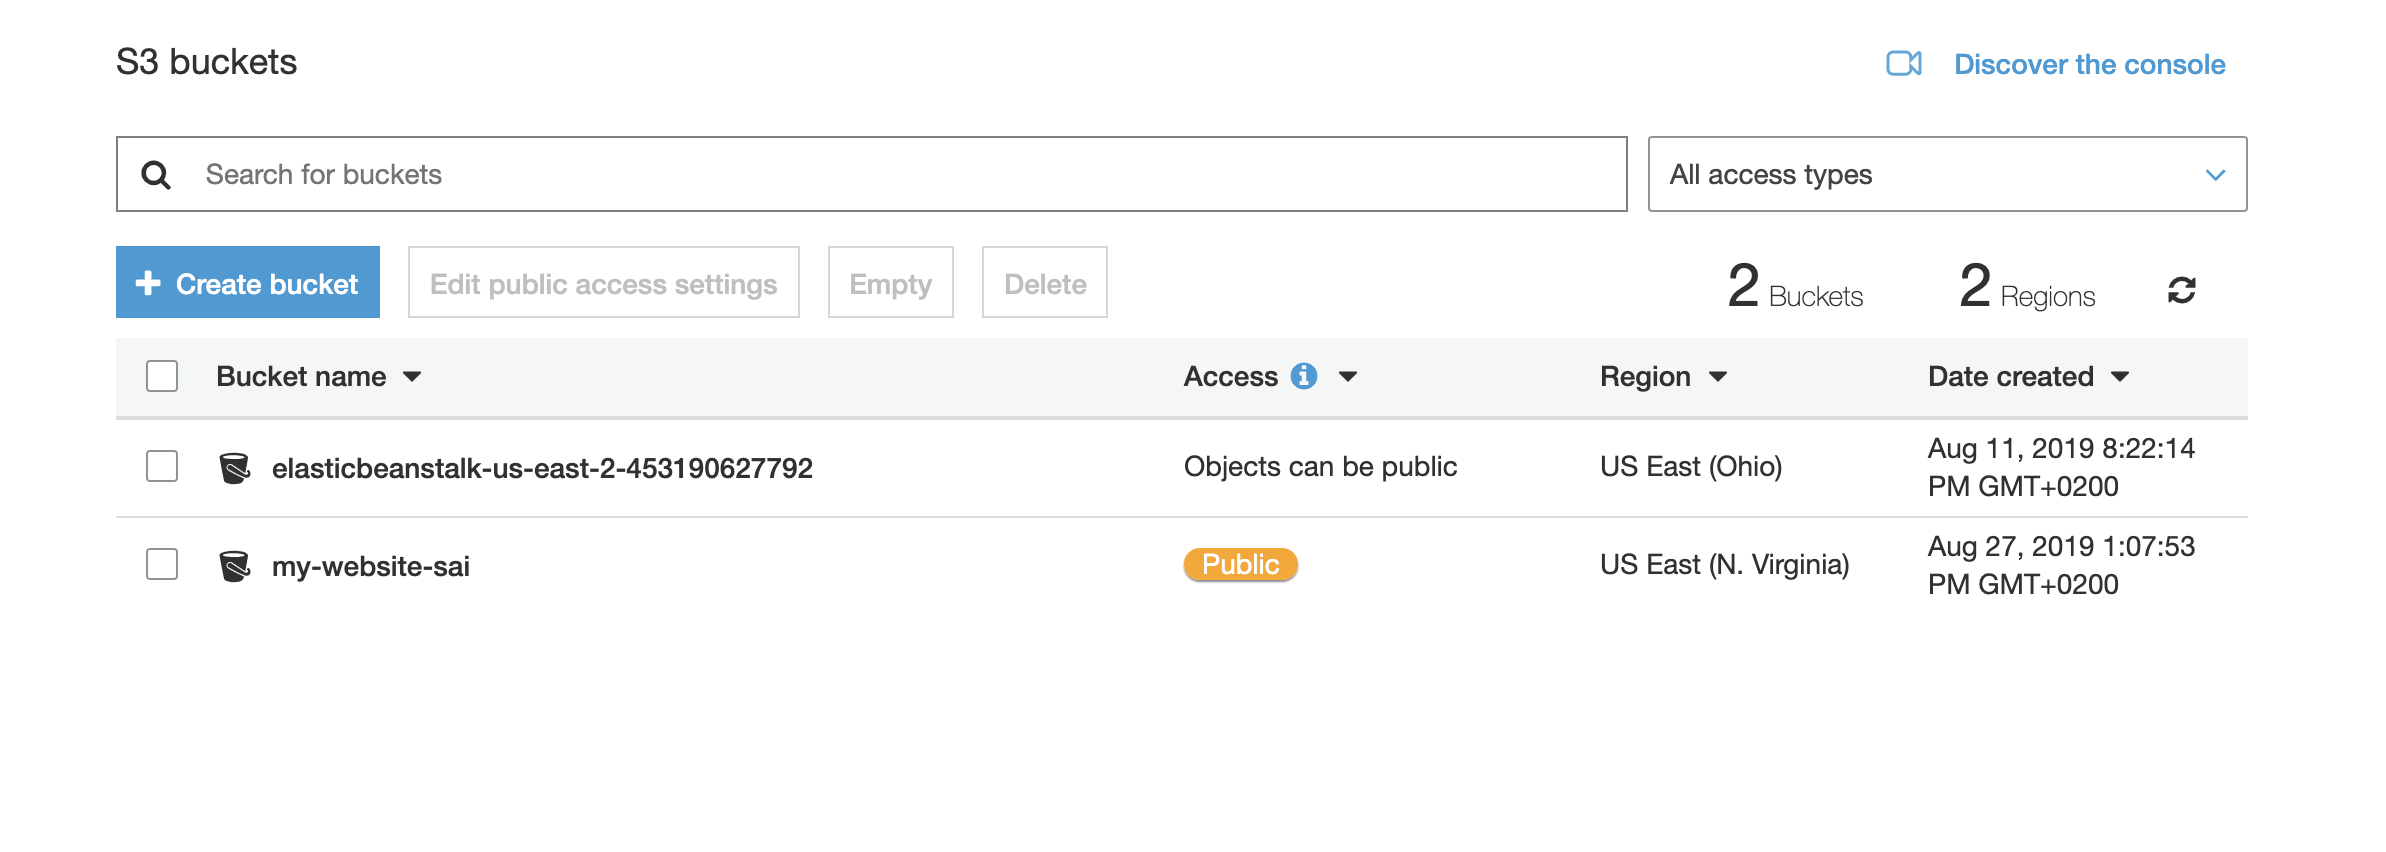 S3 buckets
Discover the console
Search for buckets
All access types
Create bucket
Edit public access settings
Empty
Delete
2 Buckets
2 Regions
Bucket name
Access
Region
Date created
elasticbeanstalk-us-east-2-453190627792
Objects can be public
US East (Ohio)
Aug 11, 2019 8:22:14
PM GMT+0200
my-website-sai
Public
US East (N. Virginia)
Aug 27, 2019 1:07:53
PM GMT+0200